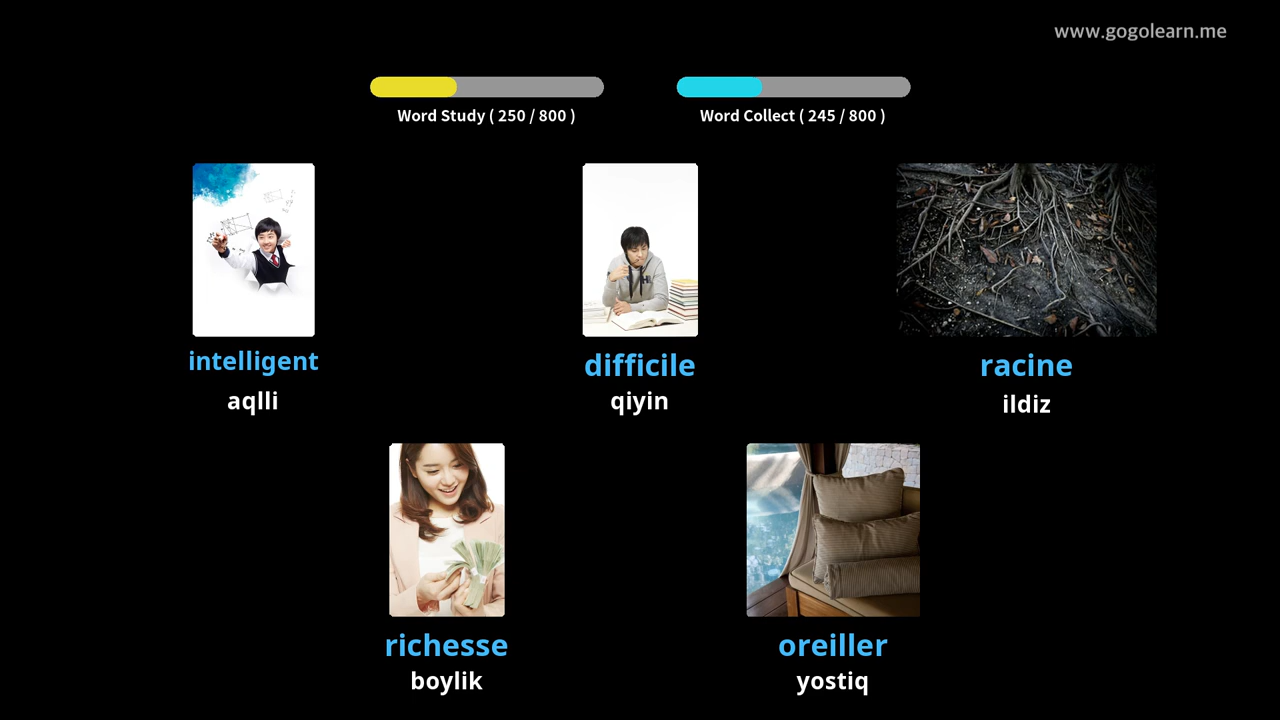 www.gogolearn.me
Word Study ( 250 / 800 )
Word Collect ( 245 / 800 )
intelligent
aqlli
difficile
qiyin
racine
ildiz
richesse
boylik
oreiller
yostiq